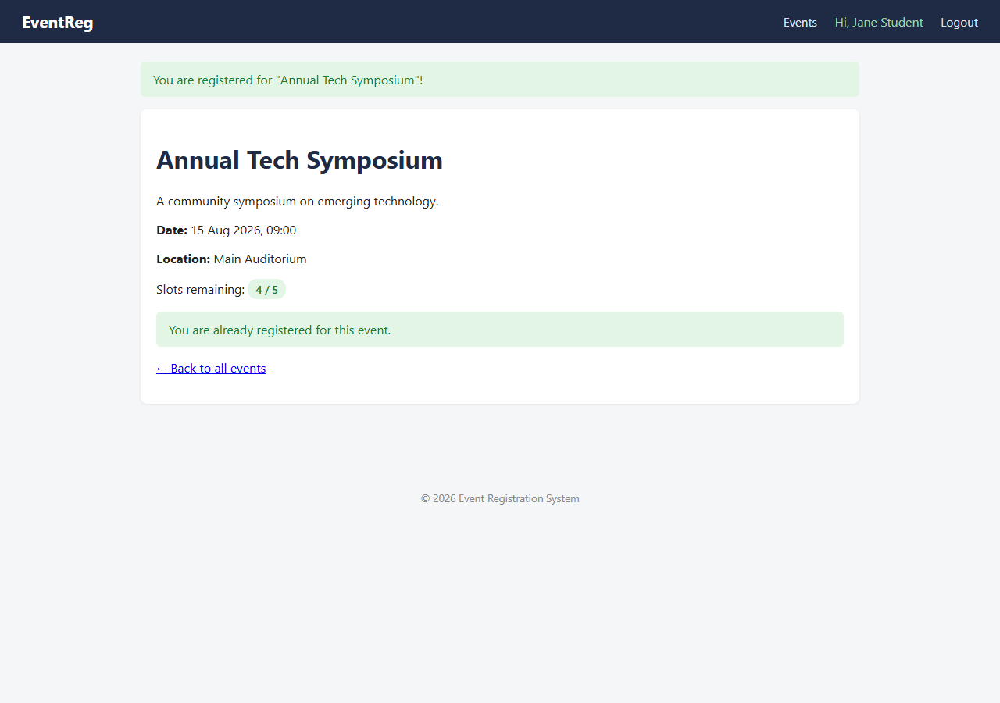 EventReg
Events Hi, Jane Student Logout
You are registered for "Annual Tech Symposium"!
Annual Tech Symposium
A community symposium on emerging technology.
Date: 15 Aug 2026, 09:00
Location: Main Auditorium
Slots remaining: 4 / 5
You are already registered for this event.
← Back to all events
© 2026 Event Registration System